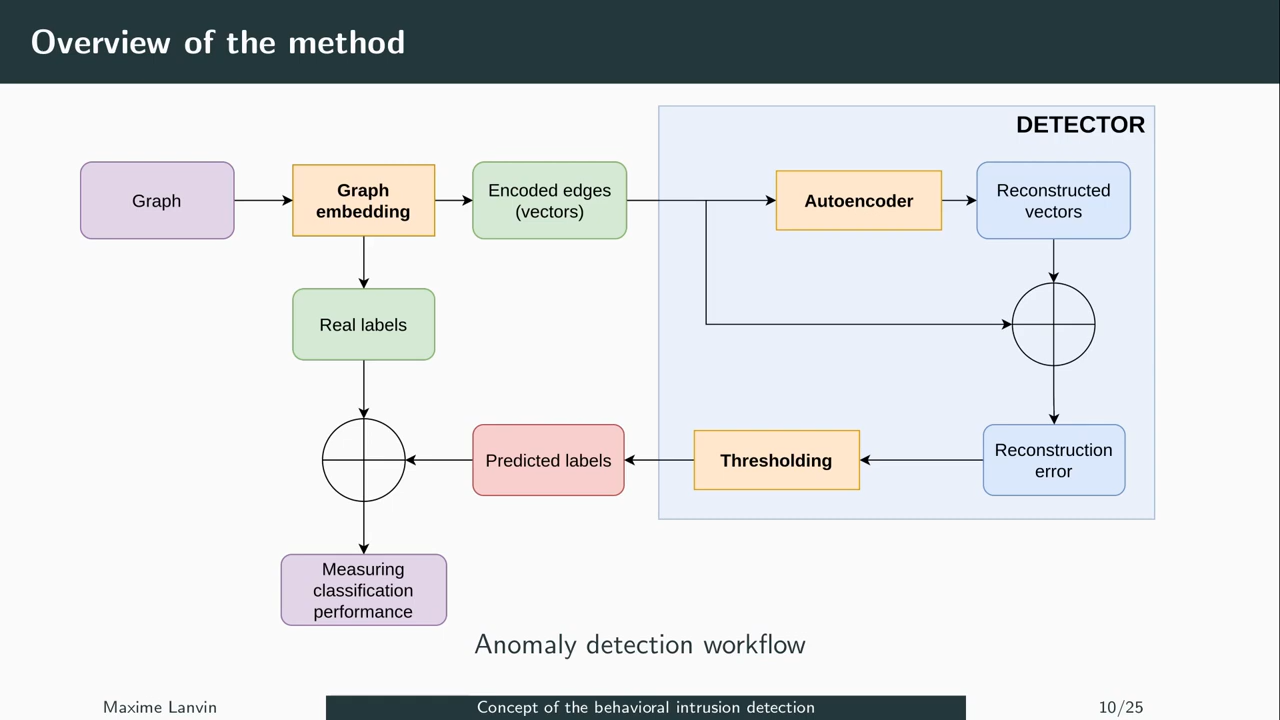 Overview of the method
DETECTOR
Graph
Graph
embedding
Encoded edges
(vectors)
Autoencoder
Reconstructed
vectors
Real labels
Predicted labels
Thresholding
Reconstruction
error
Measuring
classification
performance
Anomaly detection workflow
Maxime Lanvin
Concept of the behavioral intrusion detection
10/25